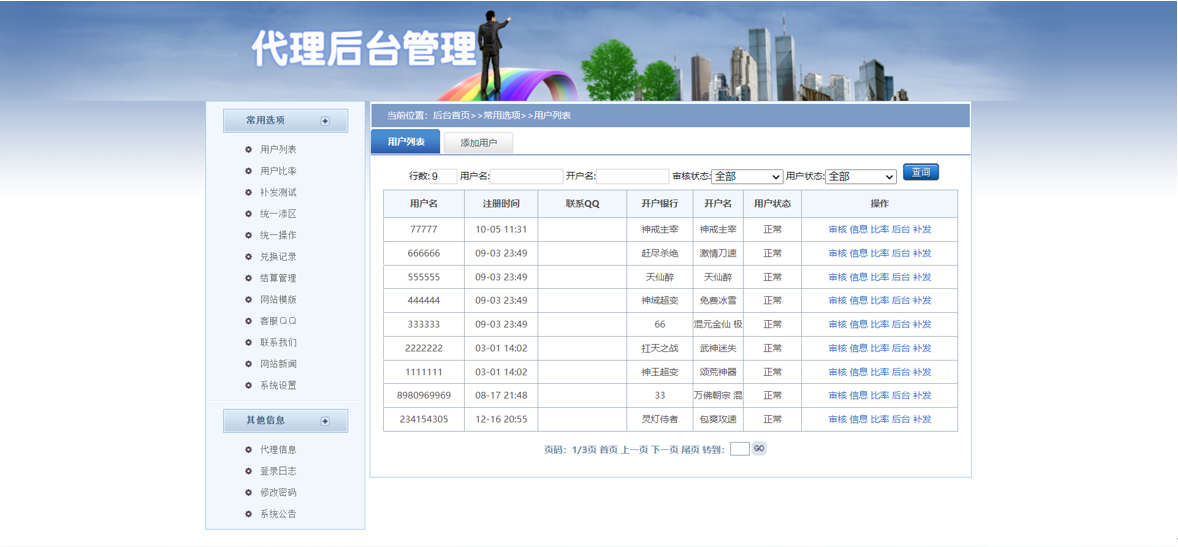 代理后台管理
常用选项
用户列表
用户比率
补发测试
统一添区
统一操作
兑换记录
结算管理
网站模版
客服ＱＱ
联系我们
网站新闻
系统设置
其他信息
代理信息
登录日志
修改密码
系统公告
当前位置：后台首页>>常用选项>>用户列表
用户列表 添加用户
行数:9 用户名: 开户名: 审核状态:全部 用户状态:全部 查询
用户名 注册时间 联系QQ 开户银行 开户名 用户状态 操作
77777 10-05 11:31 神戒主宰 神戒主宰 正常 审核 信息 比率 后台 补发
666666 09-03 23:49 赶尽杀绝 激情刀速 正常 审核 信息 比率 后台 补发
555555 09-03 23:49 天仙醉 天仙醉 正常 审核 信息 比率 后台 补发
444444 09-03 23:49 神域超变 免费冰雪 正常 审核 信息 比率 后台 补发
333333 09-03 23:49 66 混元金仙 极 正常 审核 信息 比率 后台 补发
2222222 03-01 14:02 扛天之战 武神迷失 正常 审核 信息 比率 后台 补发
1111111 03-01 14:02 神王超变 颂荒神器 正常 审核 信息 比率 后台 补发
8980969969 08-17 21:48 33 万佛朝宗 混 正常 审核 信息 比率 后台 补发
234154305 12-16 20:55 灵灯侍者 包爽攻速 正常 审核 信息 比率 后台 补发
页码：1/3页 首页 上一页 下一页 尾页 转到： GO